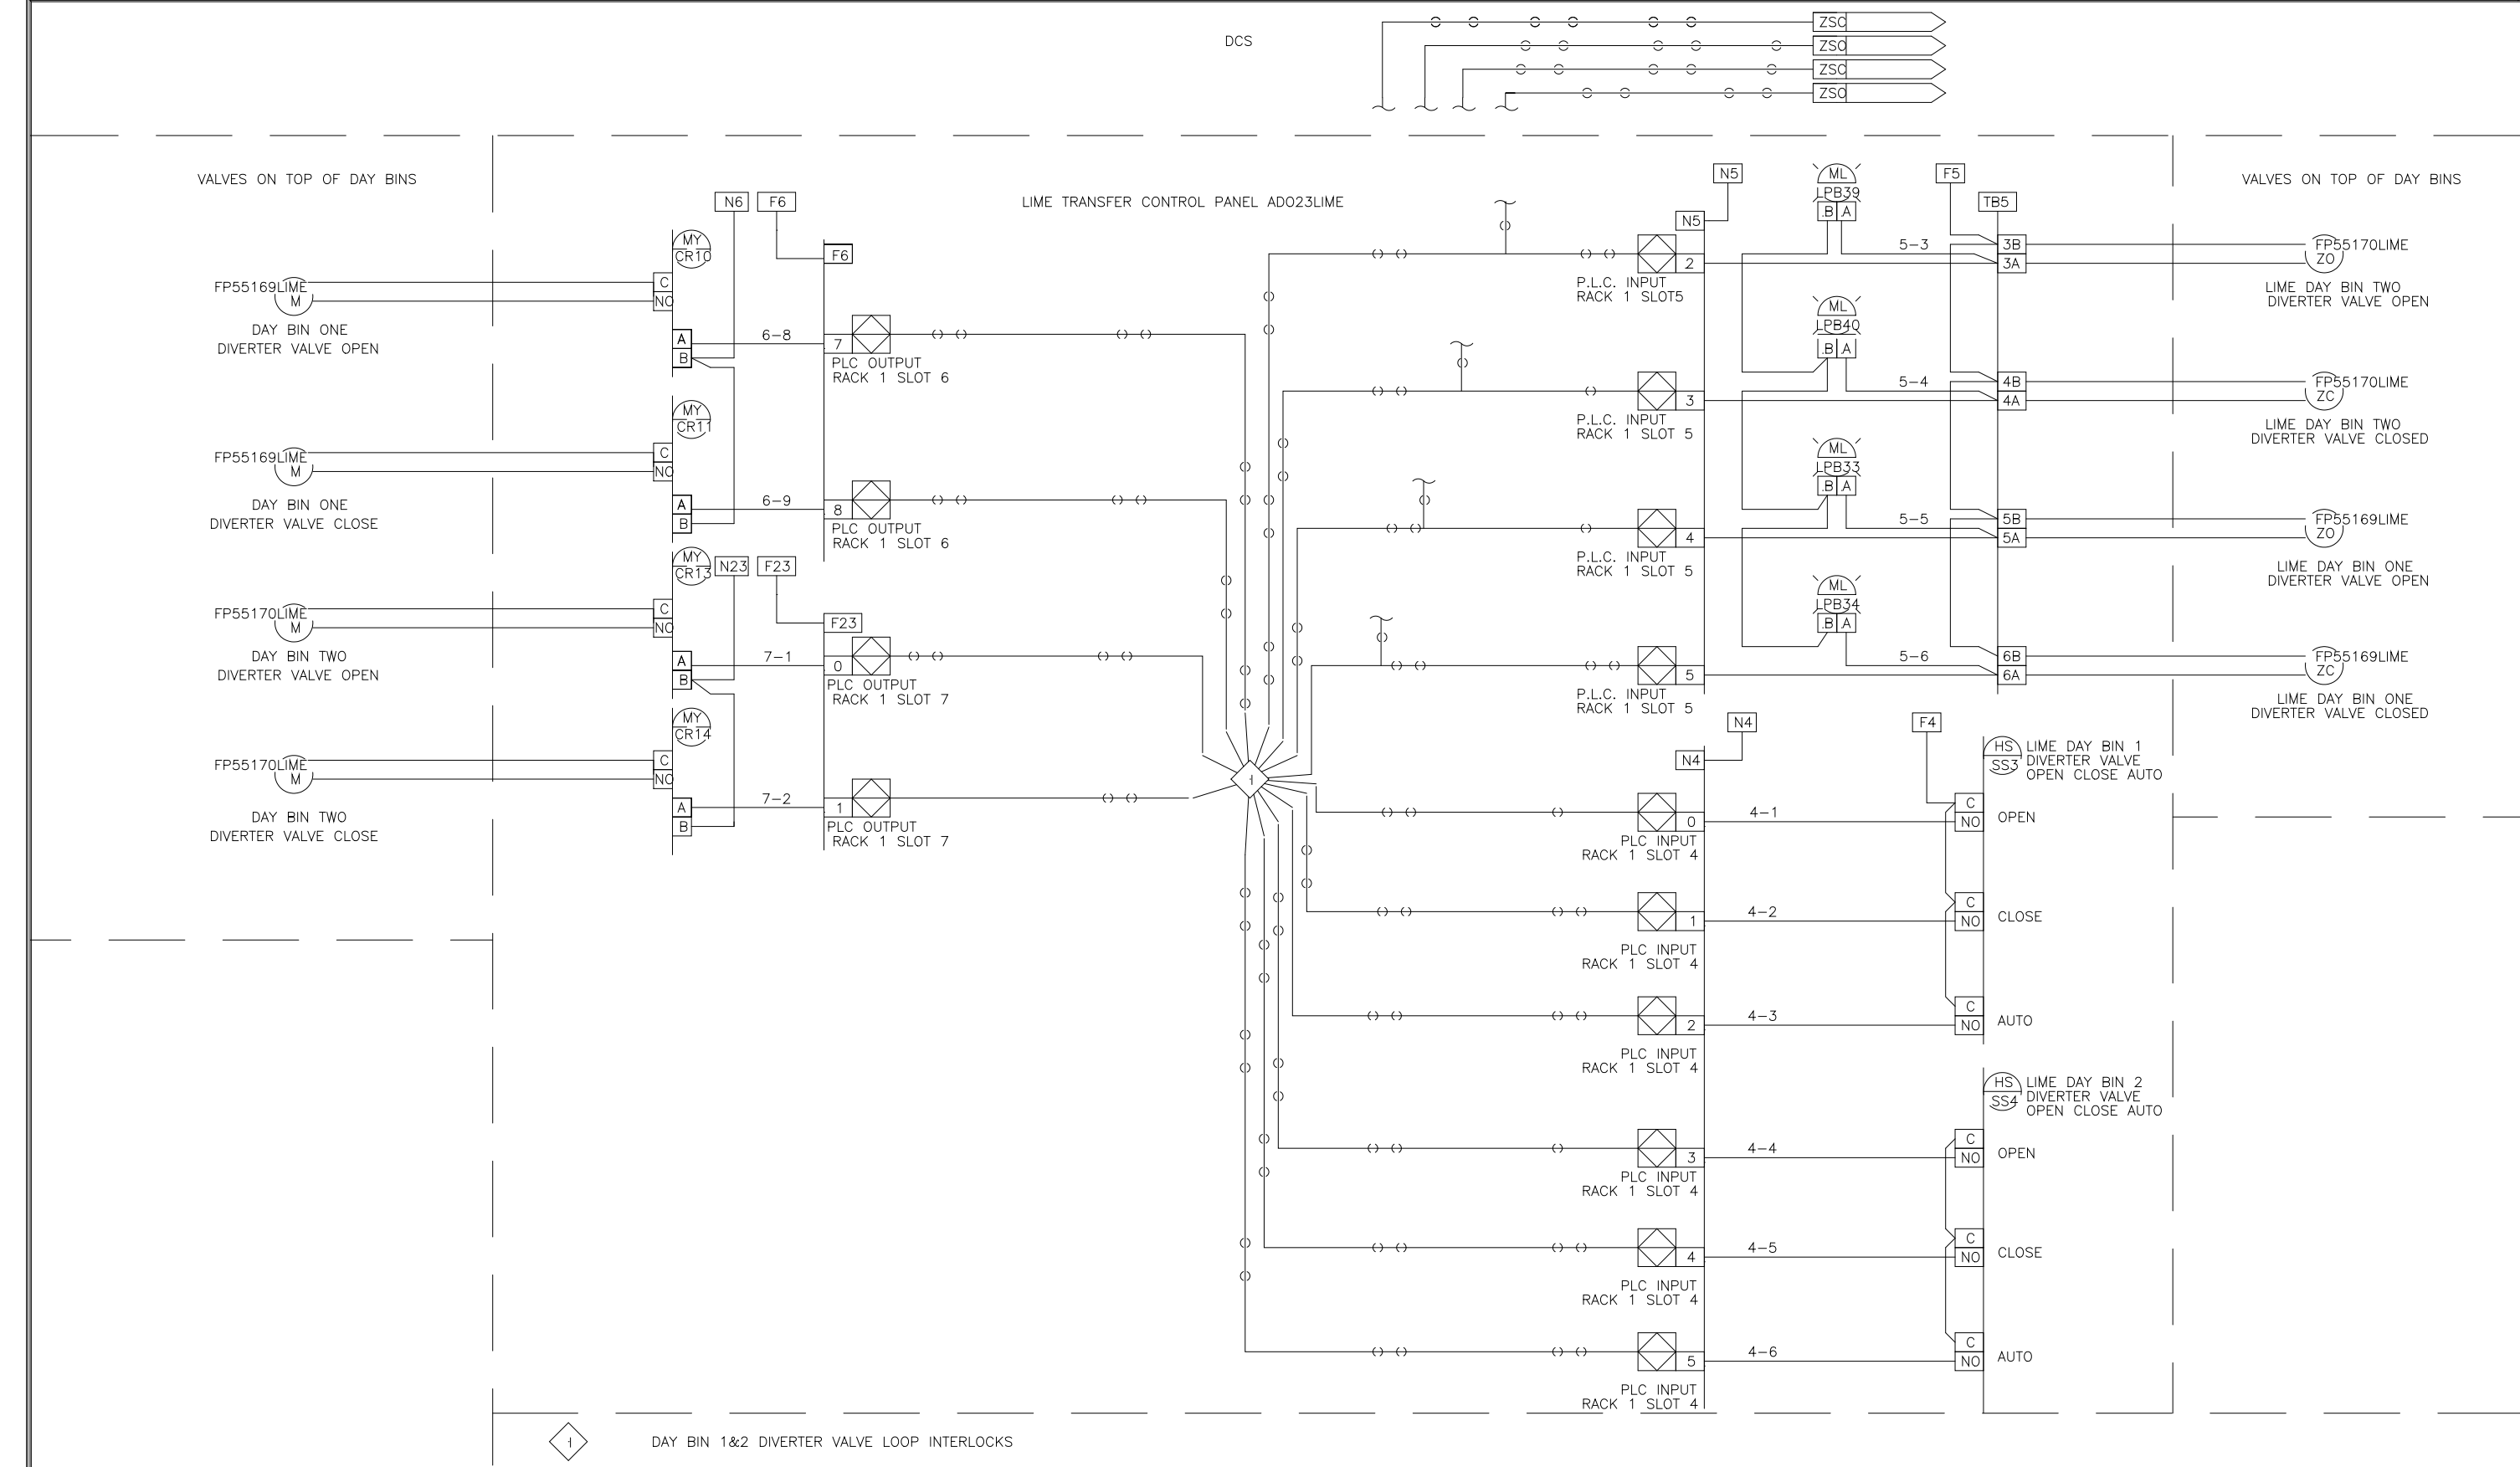 DCS
ZSC
ZSO
ZSC
ZSO
VALVES ON TOP OF DAY BINS
LIME TRANSFER CONTROL PANEL ADO23LIME
VALVES ON TOP OF DAY BINS
N6
F6
MY
CR10
F6
FP55169LIME
M
C
NO
DAY BIN ONE
DIVERTER VALVE OPEN
A
B
6-8
7
PLC OUTPUT
RACK 1 SLOT 6
MY
CR11
FP55169LIME
M
C
NO
DAY BIN ONE
DIVERTER VALVE CLOSE
A
B
6-9
8
PLC OUTPUT
RACK 1 SLOT 6
MY
CR13
N23
F23
F23
FP55170LIME
M
C
NO
DAY BIN TWO
DIVERTER VALVE OPEN
A
B
7-1
0
PLC OUTPUT
RACK 1 SLOT 7
MY
CR14
FP55170LIME
M
C
NO
DAY BIN TWO
DIVERTER VALVE CLOSE
A
B
7-2
1
PLC OUTPUT
RACK 1 SLOT 7
1
N5
N5
ML
LPB39
B A
F5
TB5
2
P.L.C. INPUT
RACK 1 SLOT5
5-3
3B
3A
FP55170LIME
ZO
LIME DAY BIN TWO
DIVERTER VALVE OPEN
ML
LPB40
B A
3
P.L.C. INPUT
RACK 1 SLOT 5
5-4
4B
4A
FP55170LIME
ZC
LIME DAY BIN TWO
DIVERTER VALVE CLOSED
ML
LPB33
B A
4
P.L.C. INPUT
RACK 1 SLOT 5
5-5
5B
5A
FP55169LIME
ZO
LIME DAY BIN ONE
DIVERTER VALVE OPEN
ML
LPB34
B A
5
P.L.C. INPUT
RACK 1 SLOT 5
5-6
6B
6A
FP55169LIME
ZC
LIME DAY BIN ONE
DIVERTER VALVE CLOSED
N4
N4
F4
HS
SS3
LIME DAY BIN 1
DIVERTER VALVE
OPEN CLOSE AUTO
0
PLC INPUT
RACK 1 SLOT 4
4-1
C
NO
OPEN
1
PLC INPUT
RACK 1 SLOT 4
4-2
C
NO
CLOSE
2
PLC INPUT
RACK 1 SLOT 4
4-3
C
NO
AUTO
HS
SS4
LIME DAY BIN 2
DIVERTER VALVE
OPEN CLOSE AUTO
3
PLC INPUT
RACK 1 SLOT 4
4-4
C
NO
OPEN
4
PLC INPUT
RACK 1 SLOT 4
4-5
C
NO
CLOSE
5
PLC INPUT
RACK 1 SLOT 4
4-6
C
NO
AUTO
1
DAY BIN 1&2 DIVERTER VALVE LOOP INTERLOCKS